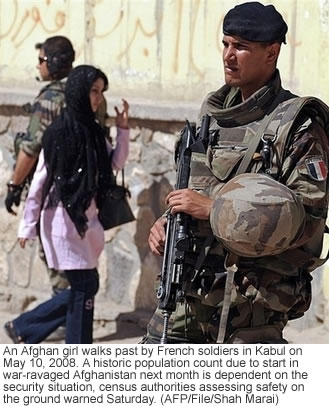 An Afghan girl walks past by French soldiers in Kabul on
May 10, 2008. A historic population count due to start in
war-ravaged Afghanistan next month is dependent on the
security situation, census authorities assessing safety on
the ground warned Saturday. (AFP/File/Shah Marai)